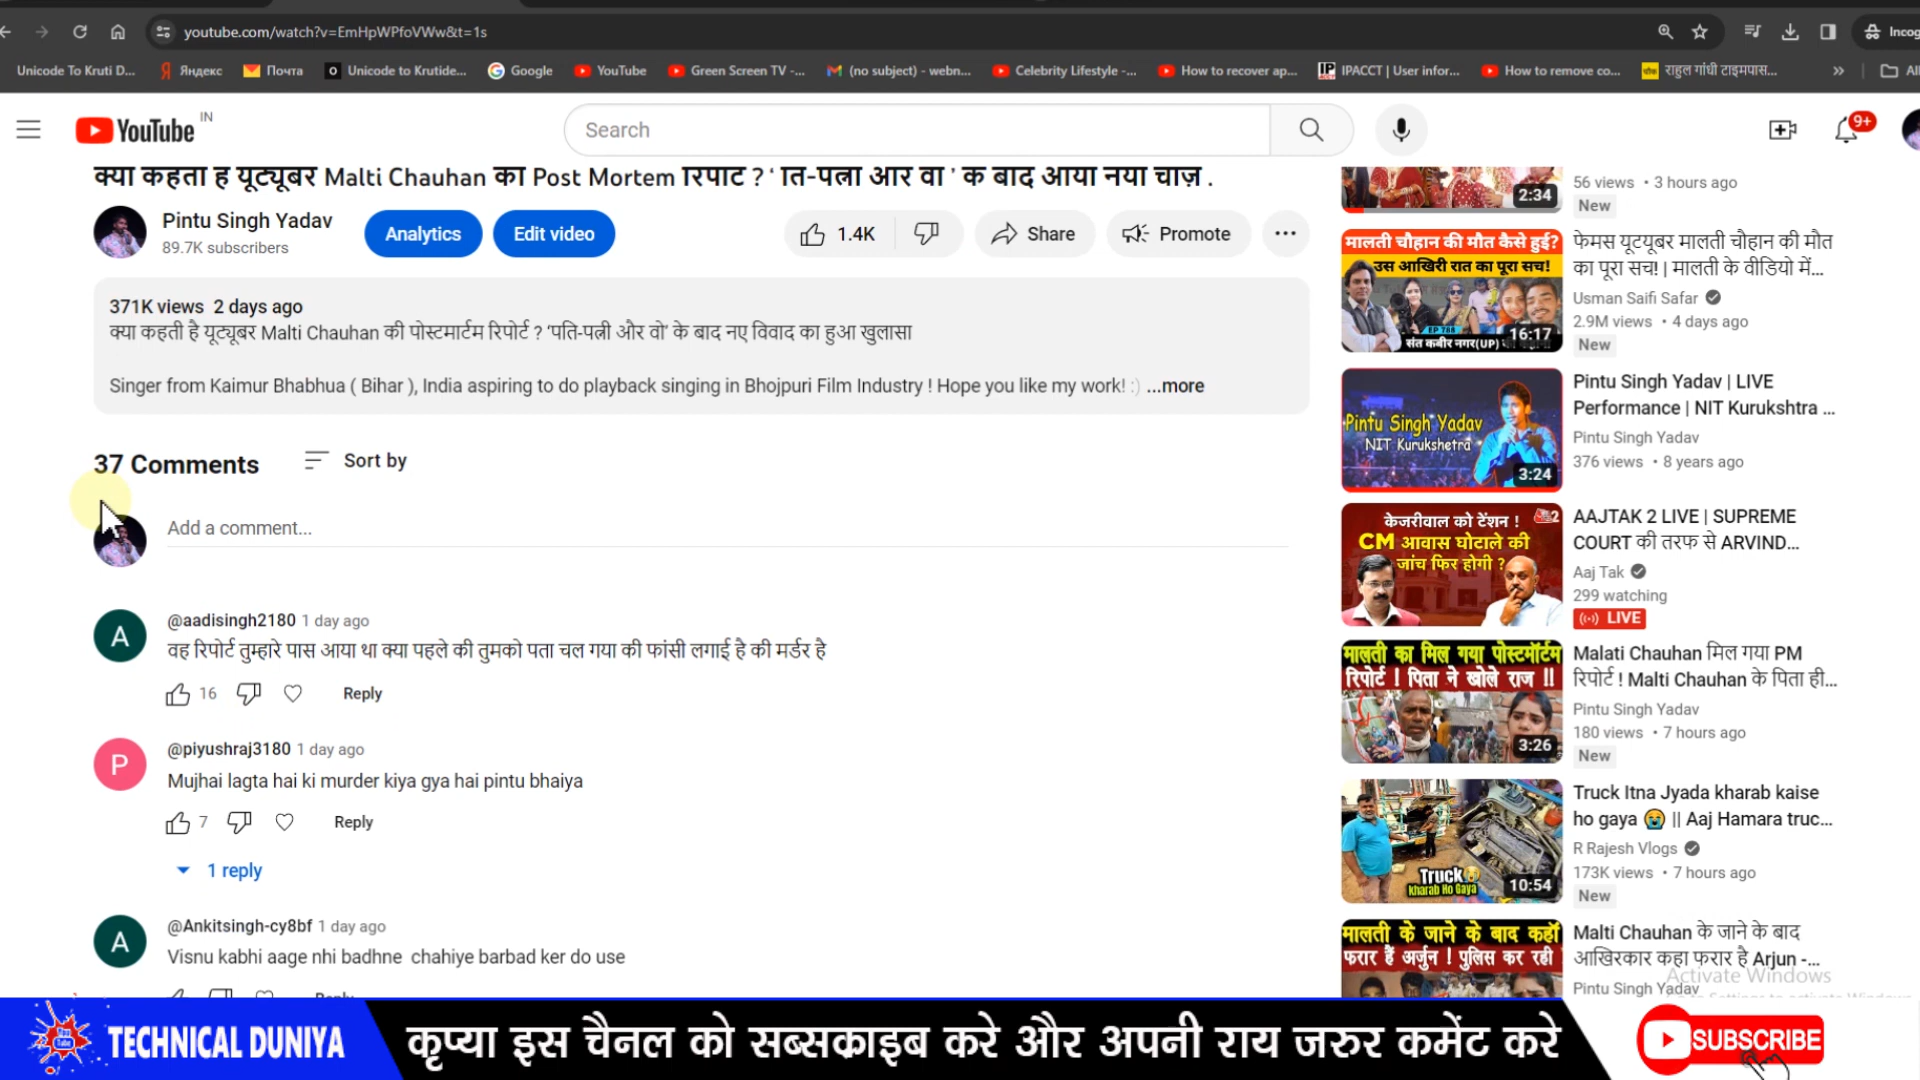 youtube.com/watch?v=EmHpWPfoVWw&t=1s
Incog
Unicode To Kruti D...
Яндекс
Почта
Unicode to Krutide...
Google
YouTube
Green Screen TV -...
(no subject) - webn...
Celebrity Lifestyle -...
How to recover ap...
IPACCT | User infor...
How to remove co...
राहुल गांधी टाइमपास...
YouTube IN
Search
9+
क्या कहता ह यूट्यूबर Malti Chauhan का Post Mortem
89.7K subscribers
Pintu Singh Yadav
Analytics
Edit video
1.4K
Share
Promote
371K views 2 days ago
क्या कहती है यूट्यूबर Malti Chauhan की पोस्टमार्टम रिपोर्ट ? 'पति-पत्नी और वो' के बाद नए विवाद का हुआ खुलासा
Singer from Kaimur Bhabhua ( Bihar ), India aspiring to do playback singing in Bhojpuri Film Industry ! Hope you like my work! :) ...more
37 Comments
Sort by
Add a comment...
@aadisingh2180 1 day ago
वह रिपोर्ट तुम्हारे पास आया था क्या पहले की तुमको पता चल गया की फांसी लगाई है की मर्डर है
16
Reply
@piyushraj3180 1 day ago
Mujhai lagta hai ki murder kiya gya hai pintu bhaiya
7
Reply
1 reply
@Ankitsingh-cy8bf 1 day ago
Visnu kabhi aage nhi badhne chahiye barbad ker do use
2:34
56 views • 3 hours ago
New
मालती चौहान की मौत कैसे हुई?
उस आखिरी रात का पूरा सच!
EP 788
16:17
संत कबीर नगर(UP)
फेमस यूटयूबर मालती चौहान की मौत
का पूरा सच! | मालती के वीडियो में...
Usman Saifi Safar
2.9M views • 4 days ago
New
Pintu Singh Yadav
NIT Kurukshetra
3:24
Pintu Singh Yadav | LIVE
Performance | NIT Kurukshtra ...
Pintu Singh Yadav
376 views • 8 years ago
केजरीवाल को टेंशन !
CM आवास घोटाले की
जांच फिर होगी ?
AAJTAK 2 LIVE | SUPREME
COURT की तरफ से ARVIND...
Aaj Tak
299 watching
LIVE
मालती का मिल गया पोस्टमॉर्टम
रिपोर्ट ! पिता ने खोले राज !!
3:26
Malati Chauhan मिल गया PM
रिपोर्ट ! Malti Chauhan के पिता ही...
Pintu Singh Yadav
180 views • 7 hours ago
New
Truck
Kharab Ho Gaya
10:54
Truck Itna Jyada kharab kaise
ho gaya 😭 || Aaj Hamara truc...
R Rajesh Vlogs
173K views • 7 hours ago
New
मालती के जाने के बाद कहाँ
फरार हैं अर्जुन ! पुलिस कर रही
Malti Chauhan के जाने के बाद
आखिरकार कहा फरार है Arjun -...
Pintu Singh Yadav
Activate Windows
You Tube
TECHNICAL DUNIYA
कृप्या इस चैनल को सब्सक्राइब करे और अपनी राय जरुर कमेंट करे
SUBSCRIBE